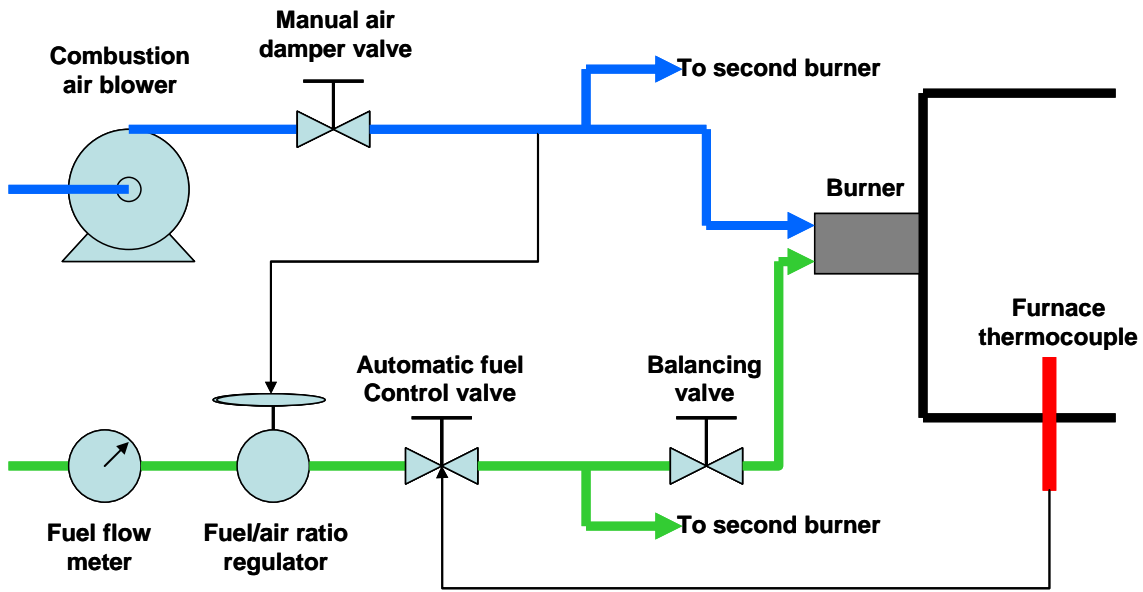 Manual air
damper valve
Combustion
air blower
To second burner
Burner
Furnace
thermocouple
Automatic fuel
Control valve
Balancing
valve
Fuel flow
meter
Fuel/air ratio
regulator
To second burner